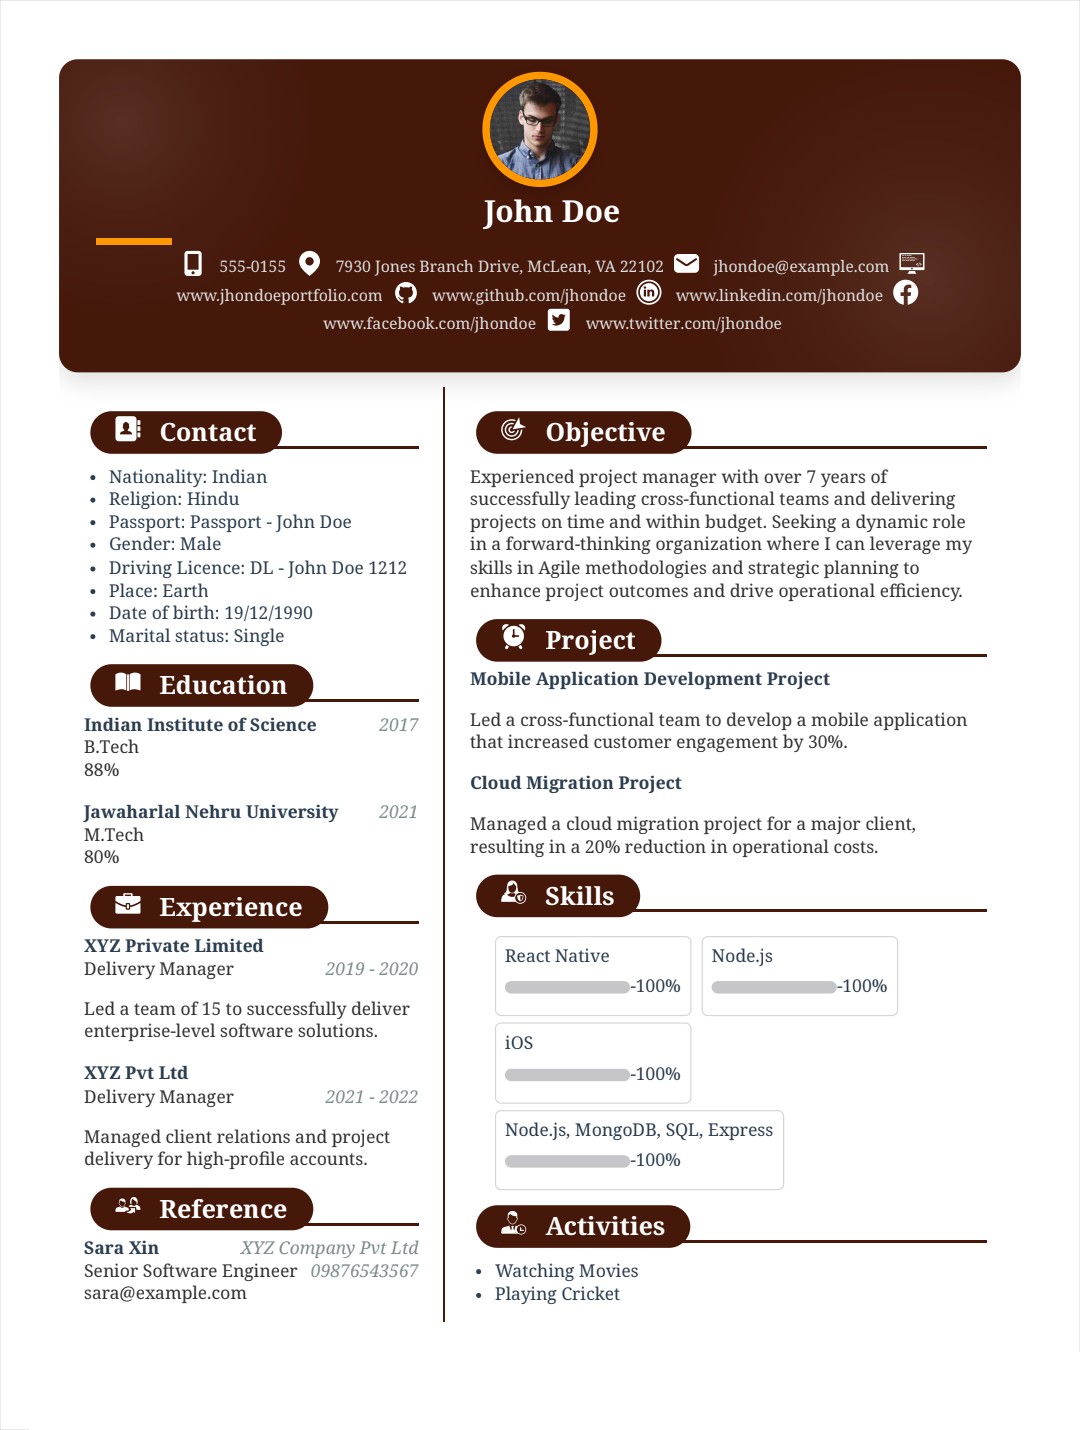 John Doe
555-0155 7930 Jones Branch Drive, McLean, VA 22102 jhondoe@example.com
www.jhondoeportfolio.com www.github.com/jhondoe www.linkedin.com/jhondoe
www.facebook.com/jhondoe www.twitter.com/jhondoe
Contact
• Nationality: Indian
• Religion: Hindu
• Passport: Passport - John Doe
• Gender: Male
• Driving Licence: DL - John Doe 1212
• Place: Earth
• Date of birth: 19/12/1990
• Marital status: Single
Education
Indian Institute of Science 2017
B.Tech
88%
Jawaharlal Nehru University 2021
M.Tech
80%
Experience
XYZ Private Limited
Delivery Manager 2019 - 2020
Led a team of 15 to successfully deliver
enterprise-level software solutions.
XYZ Pvt Ltd
Delivery Manager 2021 - 2022
Managed client relations and project
delivery for high-profile accounts.
Reference
Sara Xin XYZ Company Pvt Ltd
Senior Software Engineer 09876543567
sara@example.com
Objective
Experienced project manager with over 7 years of
successfully leading cross-functional teams and delivering
projects on time and within budget. Seeking a dynamic role
in a forward-thinking organization where I can leverage my
skills in Agile methodologies and strategic planning to
enhance project outcomes and drive operational efficiency.
Project
Mobile Application Development Project
Led a cross-functional team to develop a mobile application
that increased customer engagement by 30%.
Cloud Migration Project
Managed a cloud migration project for a major client,
resulting in a 20% reduction in operational costs.
Skills
React Native Node.js
-100% -100%
iOS
-100%
Node.js, MongoDB, SQL, Express
-100%
Activities
• Watching Movies
• Playing Cricket